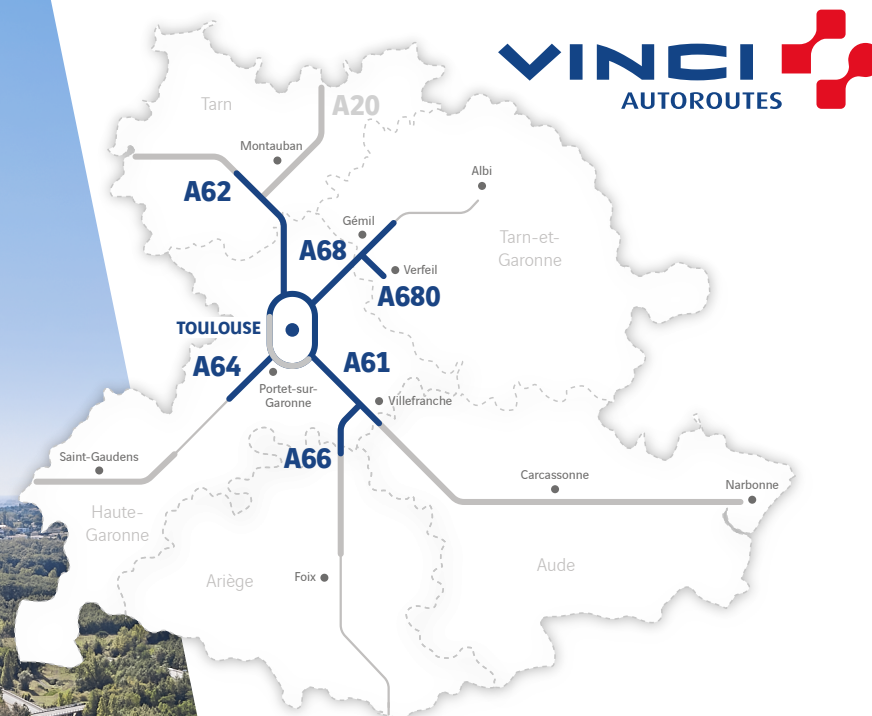 VINCI
AUTOROUTES
Tarn
A20
Montauban
Albi
A62
Gémil
A68
Tarn-et-
Garonne
Verfeil
A680
TOULOUSE
A64
A61
Portet-sur-
Garonne
Villefranche
Saint-Gaudens
A66
Carcassonne
Narbonne
Haute-
Garonne
Ariège
Foix
Aude